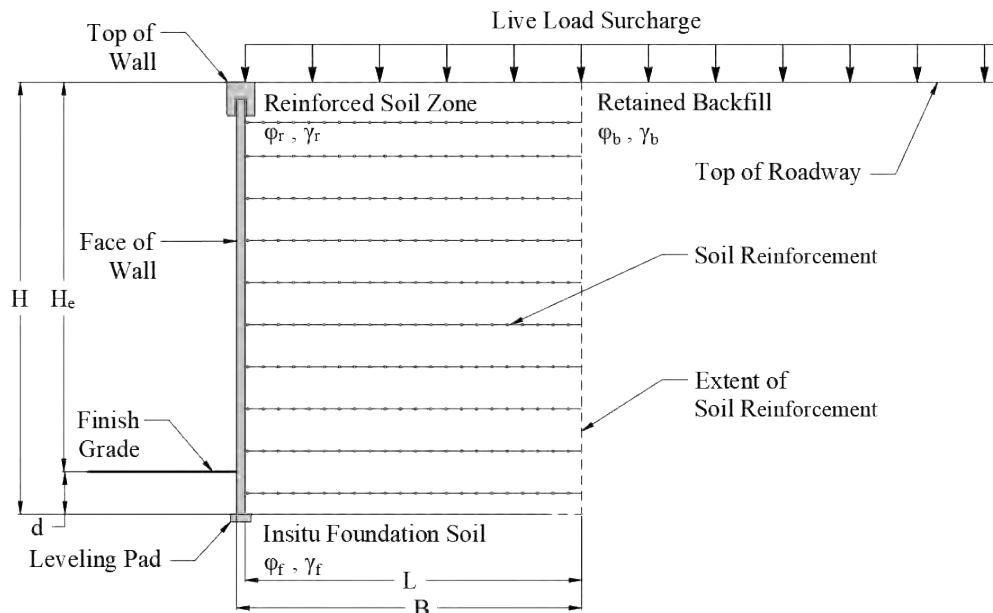 Live Load Surcharge
Top of
Wall
Reinforced Soil Zone
φr , γr
Retained Backfill
φb , γb
Top of Roadway
Face of
Wall
Soil Reinforcement
H
He
Extent of
Soil Reinforcement
Finish
Grade
d
Leveling Pad
Insitu Foundation Soil
φf , γf
L
B